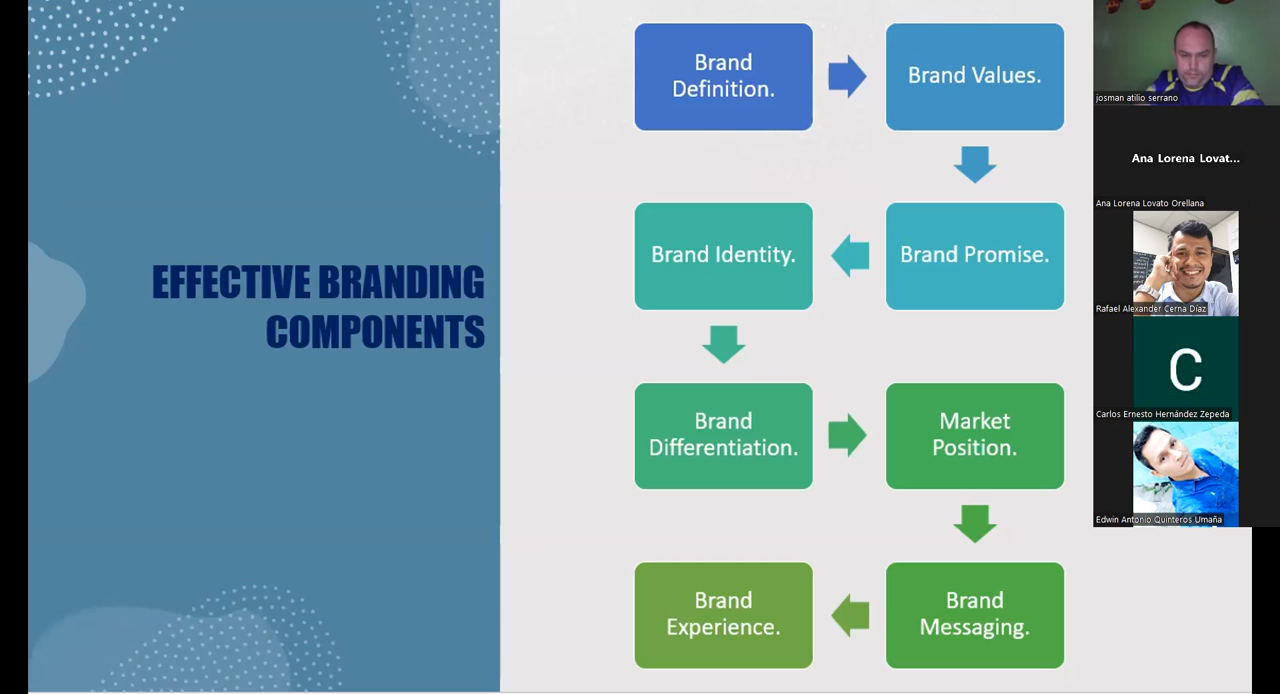 EFFECTIVE BRANDING
COMPONENTS
Brand
Definition.
Brand Values.
Brand Promise.
Brand Identity.
Brand
Differentiation.
Market
Position.
Brand
Messaging.
Brand
Experience.
josman atilio serrano
Ana Lorena Lovat...
Ana Lorena Lovato Orellana
Rafael Alexander Cerna Díaz
C
Carlos Ernesto Hernández Zepeda
Edwin Antonio Quinteros Umaña